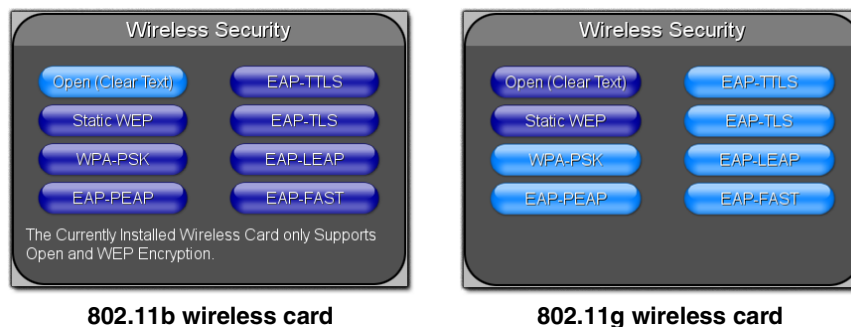 Wireless Security
Open (Clear Text) EAP-TTLS
Static WEP EAP-TLS
WPA-PSK EAP-LEAP
EAP-PEAP EAP-FAST
The Currently Installed Wireless Card only Supports
Open and WEP Encryption.
802.11b wireless card
Wireless Security
Open (Clear Text) EAP-TTLS
Static WEP EAP-TLS
WPA-PSK EAP-LEAP
EAP-PEAP EAP-FAST
802.11g wireless card